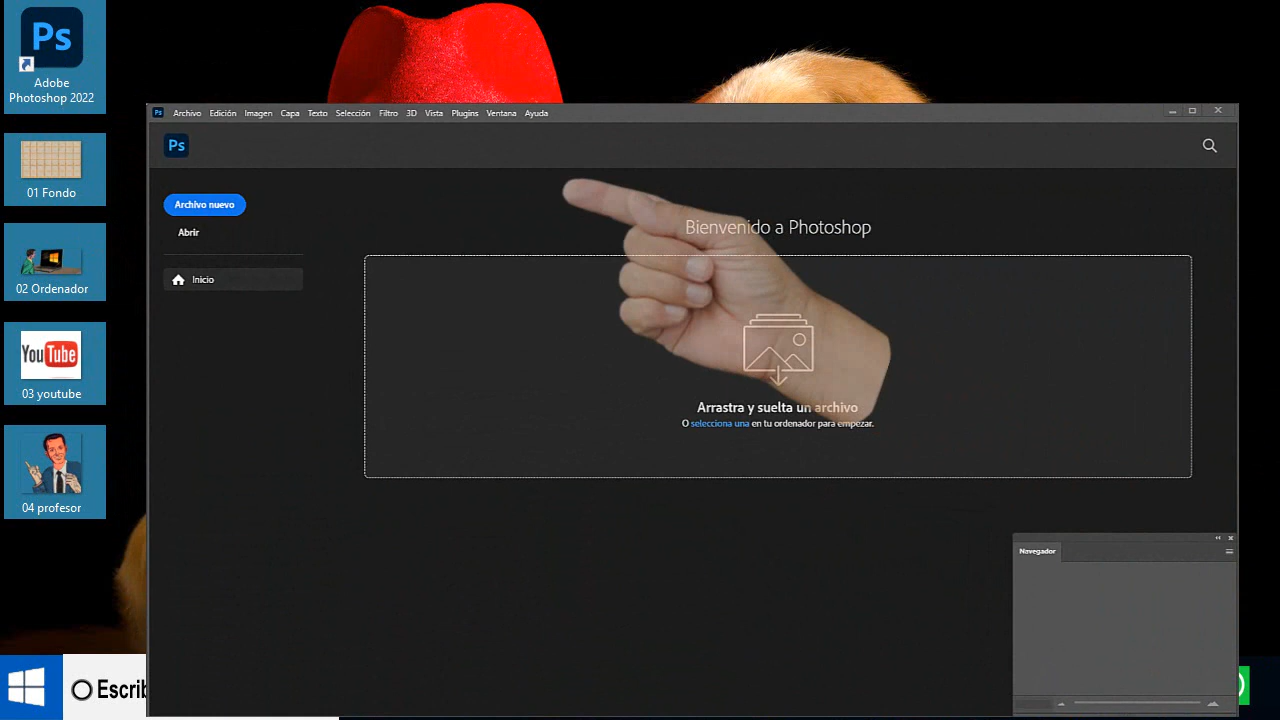 Ps
Adobe
Photoshop 2022
01 Fondo
02 Ordenador
YouTube
03 youtube
04 profesor
Ps Archivo Edición Imagen Capa Texto Selección Filtro 3D Vista Plugins Ventana Ayuda
Ps
Archivo nuevo
Abrir
Inicio
Bienvenido a Photoshop
Arrastra y suelta un archivo
O selecciona una en tu ordenador para empezar.
Navegador
Escrib